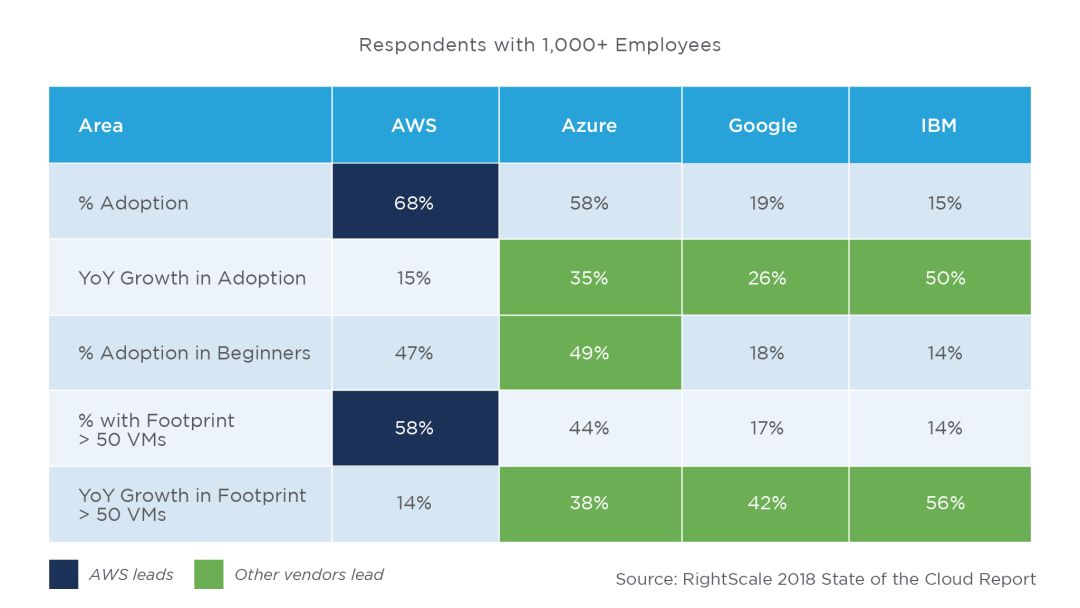 Respondents with 1,000+ Employees
Area AWS Azure Google IBM
% Adoption 68% 58% 19% 15%
YoY Growth in Adoption 15% 35% 26% 50%
% Adoption in Beginners 47% 49% 18% 14%
% with Footprint
> 50 VMs 58% 44% 17% 14%
YoY Growth in Footprint
> 50 VMs 14% 38% 42% 56%
AWS leads Other vendors lead
Source: RightScale 2018 State of the Cloud Report